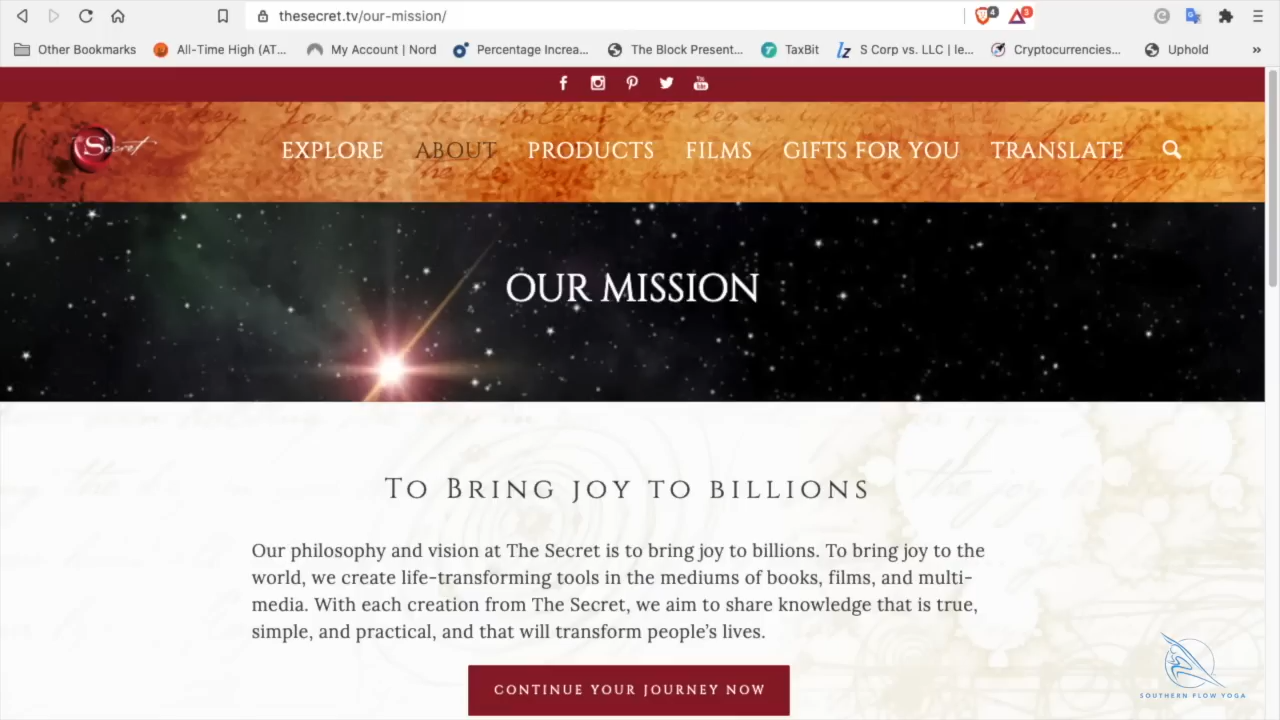 thesecret.tv/our-mission/
4
3
Other Bookmarks
All-Time High (AT...
My Account | Nord
Percentage Increa...
The Block Present...
TaxBit
S Corp vs. LLC | le...
Cryptocurrencies...
Uphold
»
Secret
EXPLORE
ABOUT
PRODUCTS
FILMS
GIFTS FOR YOU
TRANSLATE
OUR MISSION
TO BRING JOY TO BILLIONS
Our philosophy and vision at The Secret is to bring joy to billions. To bring joy to the
world, we create life-transforming tools in the mediums of books, films, and multi-
media. With each creation from The Secret, we aim to share knowledge that is true,
simple, and practical, and that will transform people's lives.
CONTINUE YOUR JOURNEY NOW
SOUTHERN FLOW YOGA